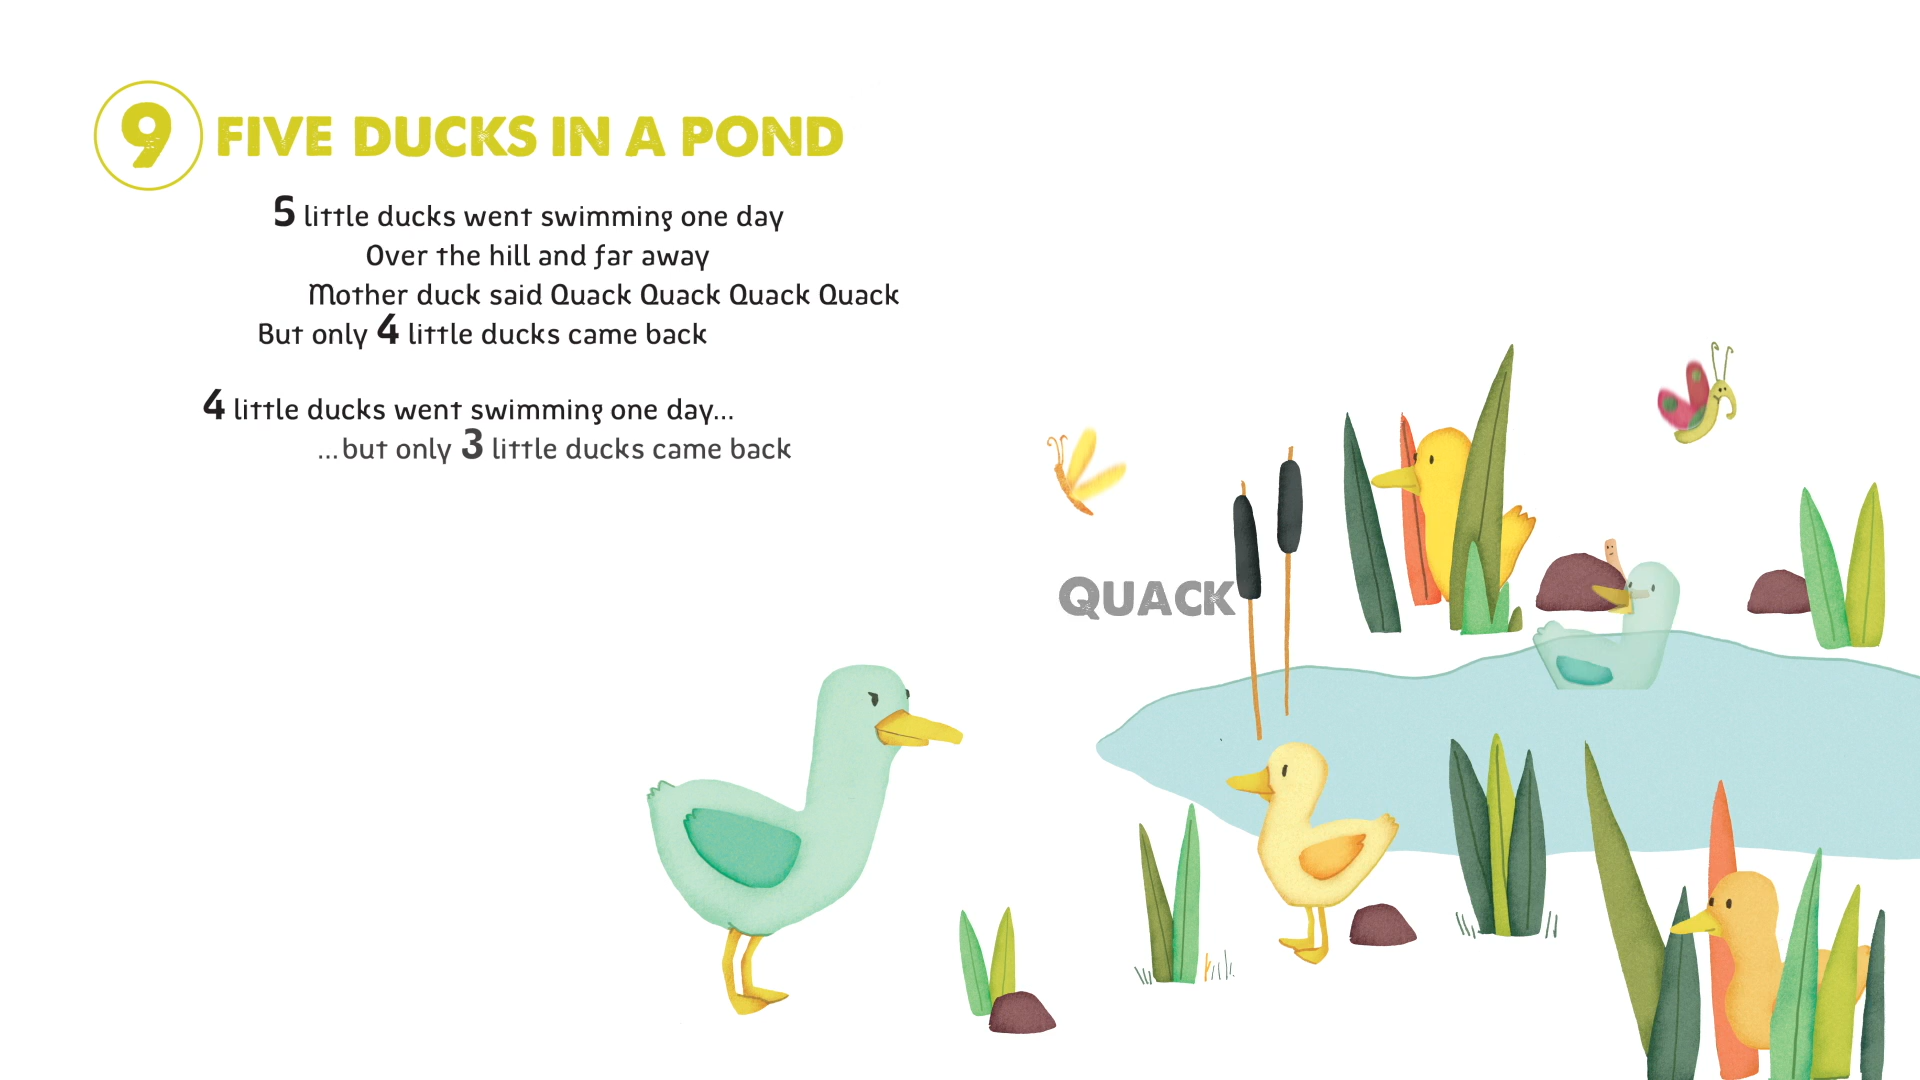 9 FIVE DUCKS IN A POND
5 little ducks went swimming one day
Over the hill and far away
Mother duck said Quack Quack Quack Quack
But only 4 little ducks came back
4 little ducks went swimming one day...
...but only 3 little ducks came back
QUACK